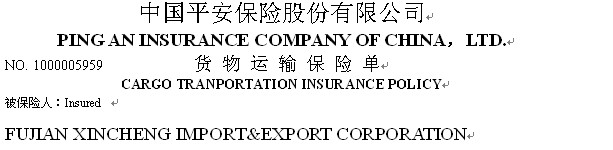 中国平安保险股份有限公司
PING AN INSURANCE COMPANY OF CHINA，LTD.
NO. 1000005959 货 物 运 输 保 险 单
CARGO TRANPORTATION INSURANCE POLICY
被保险人：Insured
FUJIAN XINCHENG IMPORT&EXPORT CORPORATION